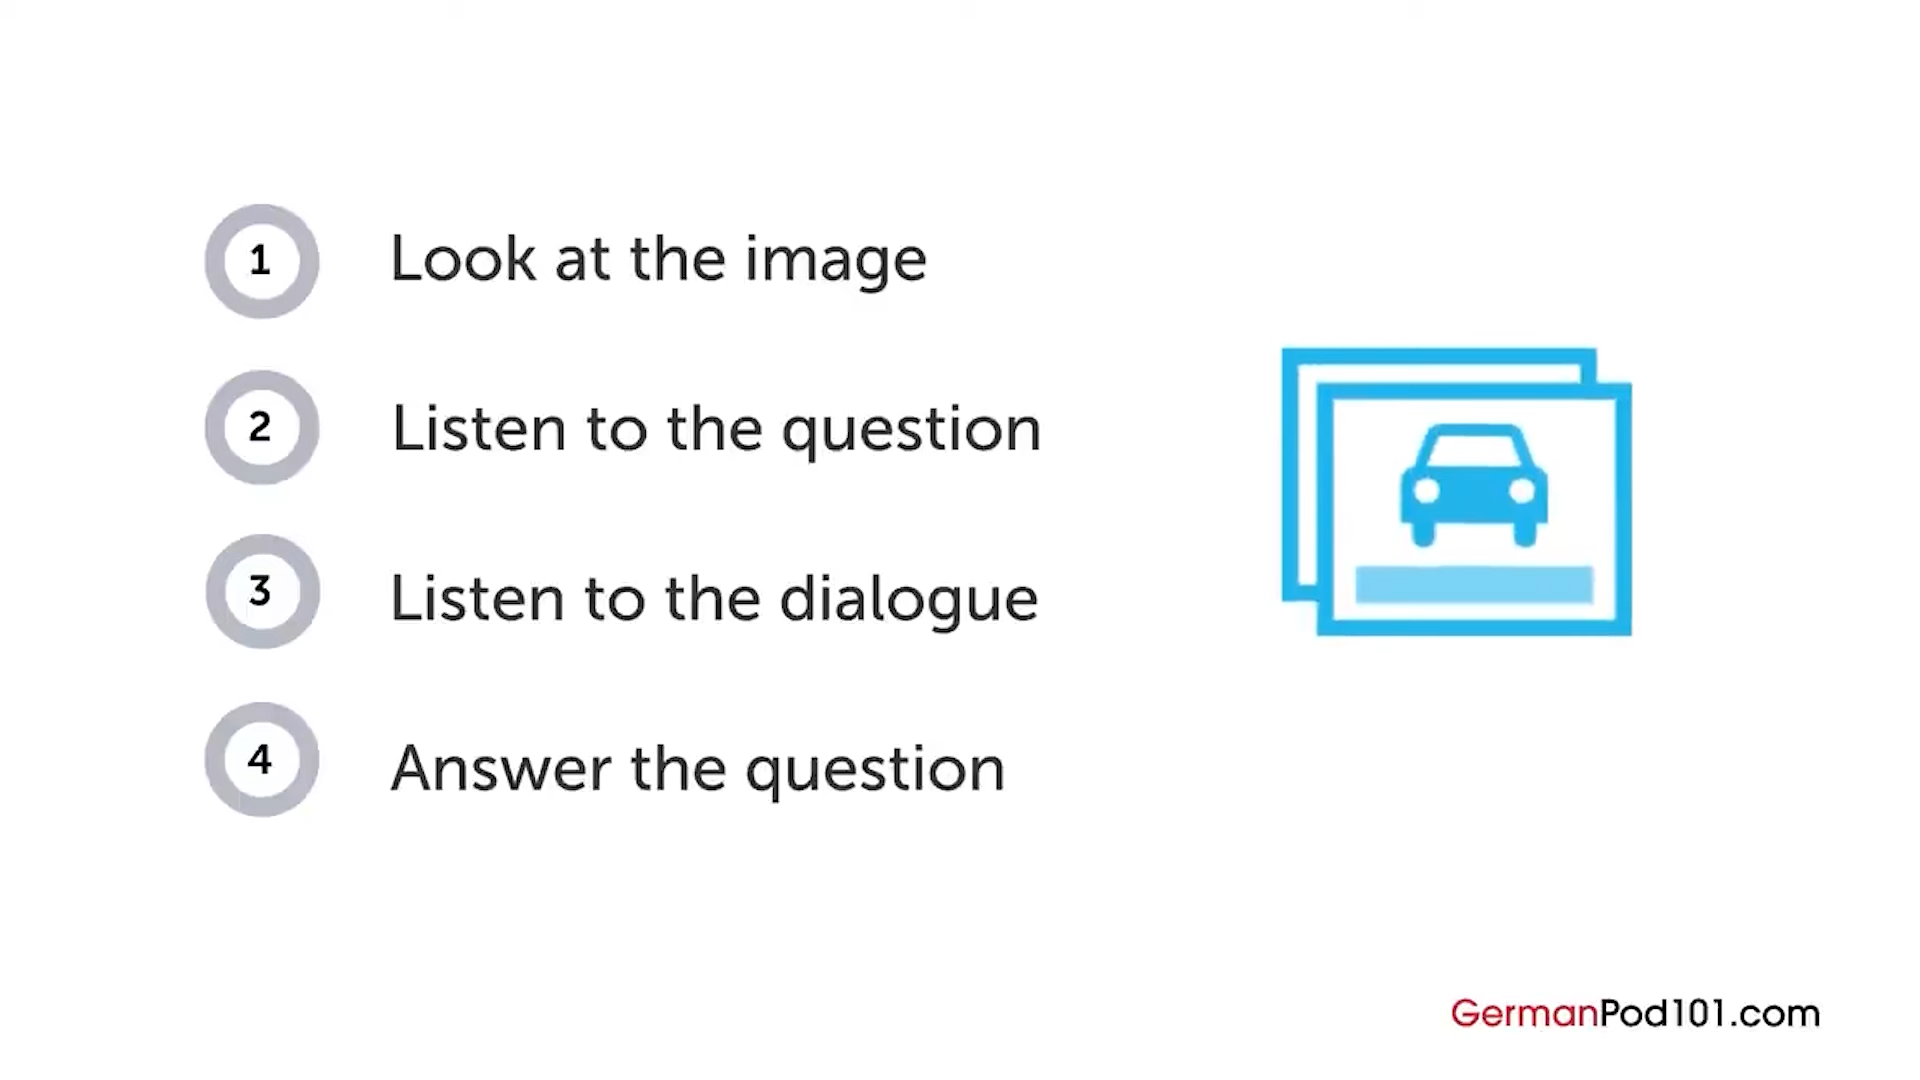 1 Look at the image
2 Listen to the question
3 Listen to the dialogue
4 Answer the question
GermanPod101.com